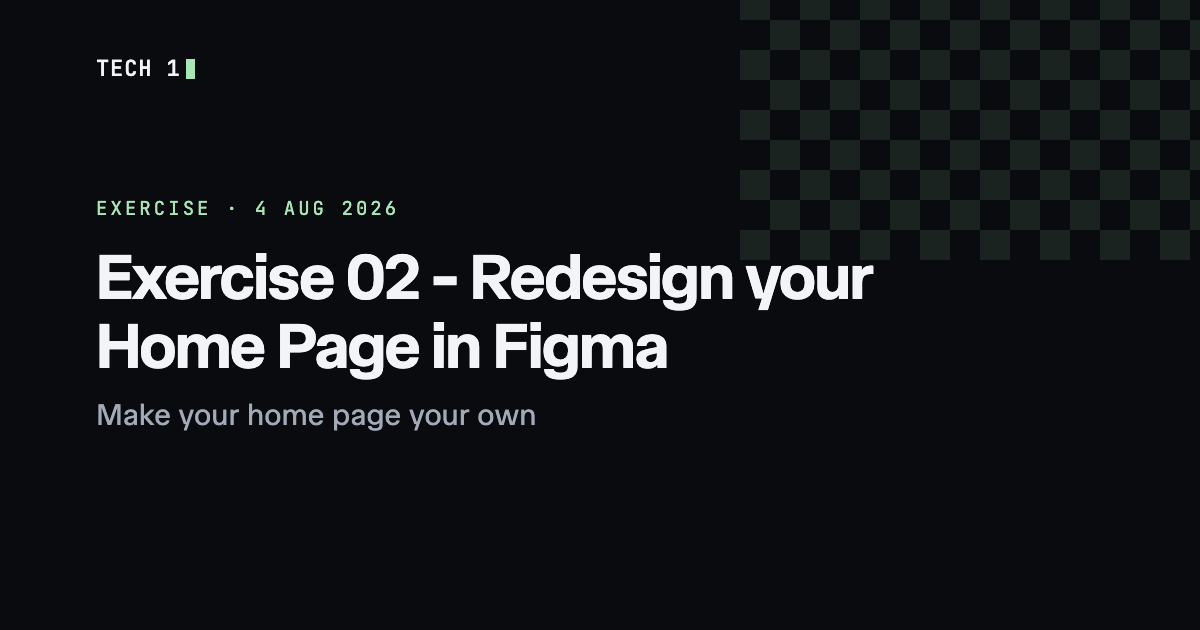 TECH 1
EXERCISE · 4 AUG 2026
Exercise 02 - Redesign your
Home Page in Figma
Make your home page your own